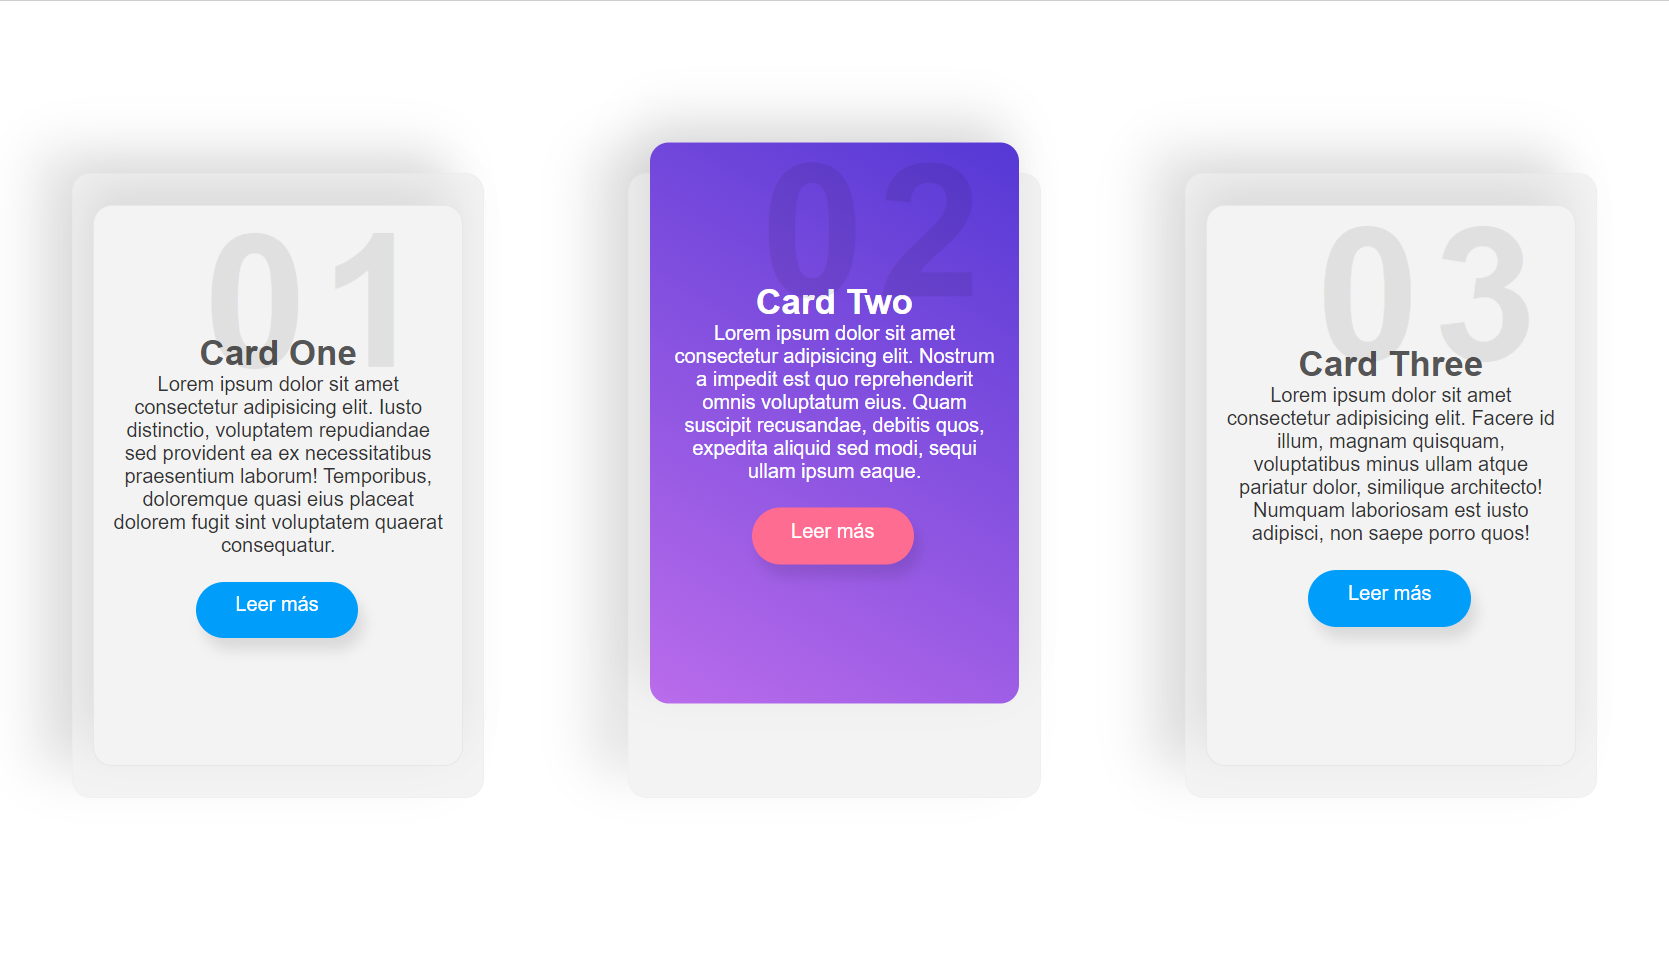 01
Card One
Lorem ipsum dolor sit amet
consectetur adipisicing elit. Iusto
distinctio, voluptatem repudiandae
sed provident ea ex necessitatibus
praesentium laborum! Temporibus,
doloremque quasi eius placeat
dolorem fugit sint voluptatem quaerat
consequatur.
Leer más
02
Card Two
Lorem ipsum dolor sit amet
consectetur adipisicing elit. Nostrum
a impedit est quo reprehenderit
omnis voluptatum eius. Quam
suscipit recusandae, debitis quos,
expedita aliquid sed modi, sequi
ullam ipsum eaque.
Leer más
03
Card Three
Lorem ipsum dolor sit amet
consectetur adipisicing elit. Facere id
illum, magnam quisquam,
voluptatibus minus ullam atque
pariatur dolor, similique architecto!
Numquam laboriosam est iusto
adipisci, non saepe porro quos!
Leer más